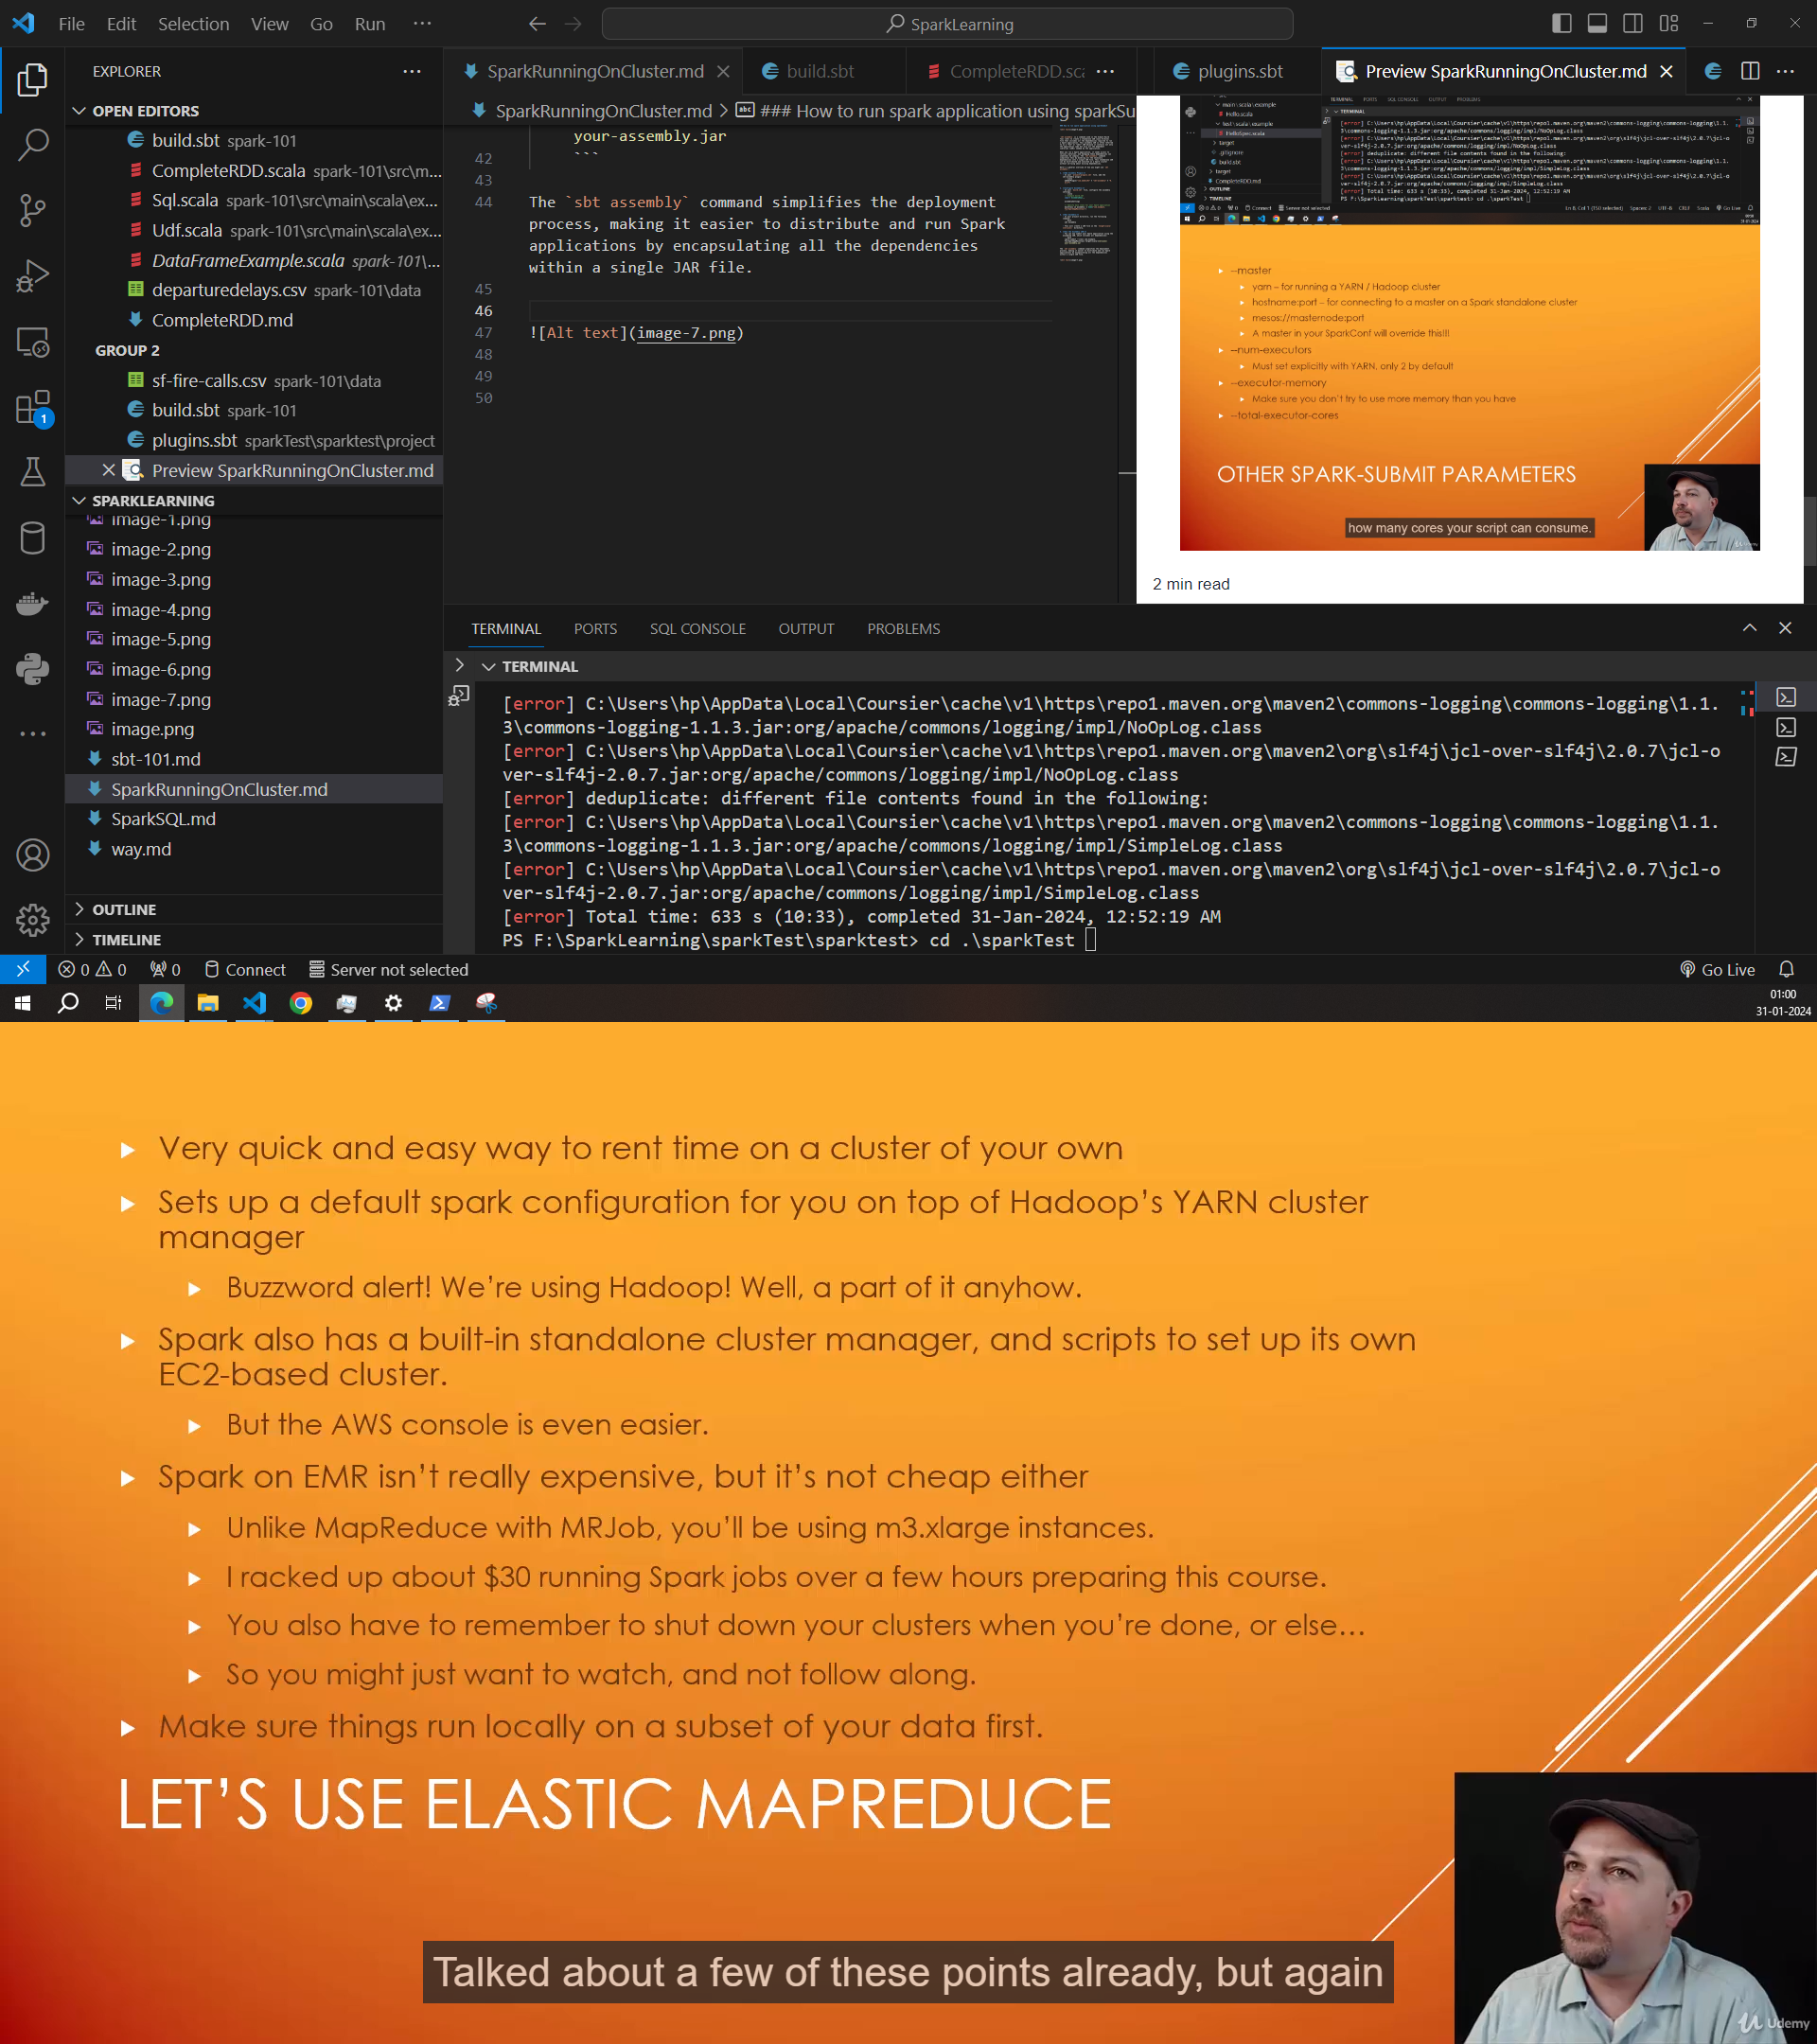 File Edit Selection View Go Run ···
SparkLearning
EXPLORER
OPEN EDITORS
build.sbt spark-101
CompleteRDD.scala spark-101\src\m...
Sql.scala spark-101\src\main\scala\ex...
Udf.scala spark-101\src\main\scala\ex...
DataFrameExample.scala spark-101\...
departuredelays.csv spark-101\data
CompleteRDD.md
GROUP 2
sf-fire-calls.csv spark-101\data
build.sbt spark-101
plugins.sbt sparkTest\sparktest\project
Preview SparkRunningOnCluster.md
SPARKLEARNING
image-1.png
image-2.png
image-3.png
image-4.png
image-5.png
image-6.png
image-7.png
image.png
sbt-101.md
SparkRunningOnCluster.md
SparkSQL.md
way.md
OUTLINE
TIMELINE
1
SparkRunningOnCluster.md build.sbt CompleteRDD.sca ···
SparkRunningOnCluster.md > ### How to run spark application using sparkSu
your-assembly.jar
42 ```
43
44 The `sbt assembly` command simplifies the deployment
process, making it easier to distribute and run Spark
applications by encapsulating all the dependencies
within a single JAR file.
45
46
47 ![Alt text](image-7.png)
48
49
50
plugins.sbt Preview SparkRunningOnCluster.md
--master
yarn – for running a YARN / Hadoop cluster
hostname:port – for connecting to a master on a Spark standalone cluster
mesos://masternode:port
A master in your SparkConf will override this!!!
--num-executors
Must set explicitly with YARN, only 2 by default
--executor-memory
Make sure you don't try to use more memory than you have
--total-executor-cores
OTHER SPARK-SUBMIT PARAMETERS
how many cores your script can consume.
2 min read
TERMINAL PORTS SQL CONSOLE OUTPUT PROBLEMS
TERMINAL
[error] C:\Users\hp\AppData\Local\Coursier\cache\v1\https\repo1.maven.org\maven2\commons-logging\commons-logging\1.1.
3\commons-logging-1.1.3.jar:org/apache/commons/logging/impl/NoOpLog.class
[error] C:\Users\hp\AppData\Local\Coursier\cache\v1\https\repo1.maven.org\maven2\org\slf4j\jcl-over-slf4j\2.0.7\jcl-o
ver-slf4j-2.0.7.jar:org/apache/commons/logging/impl/NoOpLog.class
[error] deduplicate: different file contents found in the following:
[error] C:\Users\hp\AppData\Local\Coursier\cache\v1\https\repo1.maven.org\maven2\commons-logging\commons-logging\1.1.
3\commons-logging-1.1.3.jar:org/apache/commons/logging/impl/SimpleLog.class
[error] C:\Users\hp\AppData\Local\Coursier\cache\v1\https\repo1.maven.org\maven2\org\slf4j\jcl-over-slf4j\2.0.7\jcl-o
ver-slf4j-2.0.7.jar:org/apache/commons/logging/impl/SimpleLog.class
[error] Total time: 633 s (10:33), completed 31-Jan-2024, 12:52:19 AM
PS F:\SparkLearning\sparkTest\sparktest> cd .\sparkTest
0 0 0 Connect Server not selected Go Live
01:00
31-01-2024
Very quick and easy way to rent time on a cluster of your own
Sets up a default spark configuration for you on top of Hadoop's YARN cluster
manager
Buzzword alert! We're using Hadoop! Well, a part of it anyhow.
Spark also has a built-in standalone cluster manager, and scripts to set up its own
EC2-based cluster.
But the AWS console is even easier.
Spark on EMR isn't really expensive, but it's not cheap either
Unlike MapReduce with MRJob, you'll be using m3.xlarge instances.
I racked up about $30 running Spark jobs over a few hours preparing this course.
You also have to remember to shut down your clusters when you're done, or else…
So you might just want to watch, and not follow along.
Make sure things run locally on a subset of your data first.
LET'S USE ELASTIC MAPREDUCE
Talked about a few of these points already, but again
Udemy